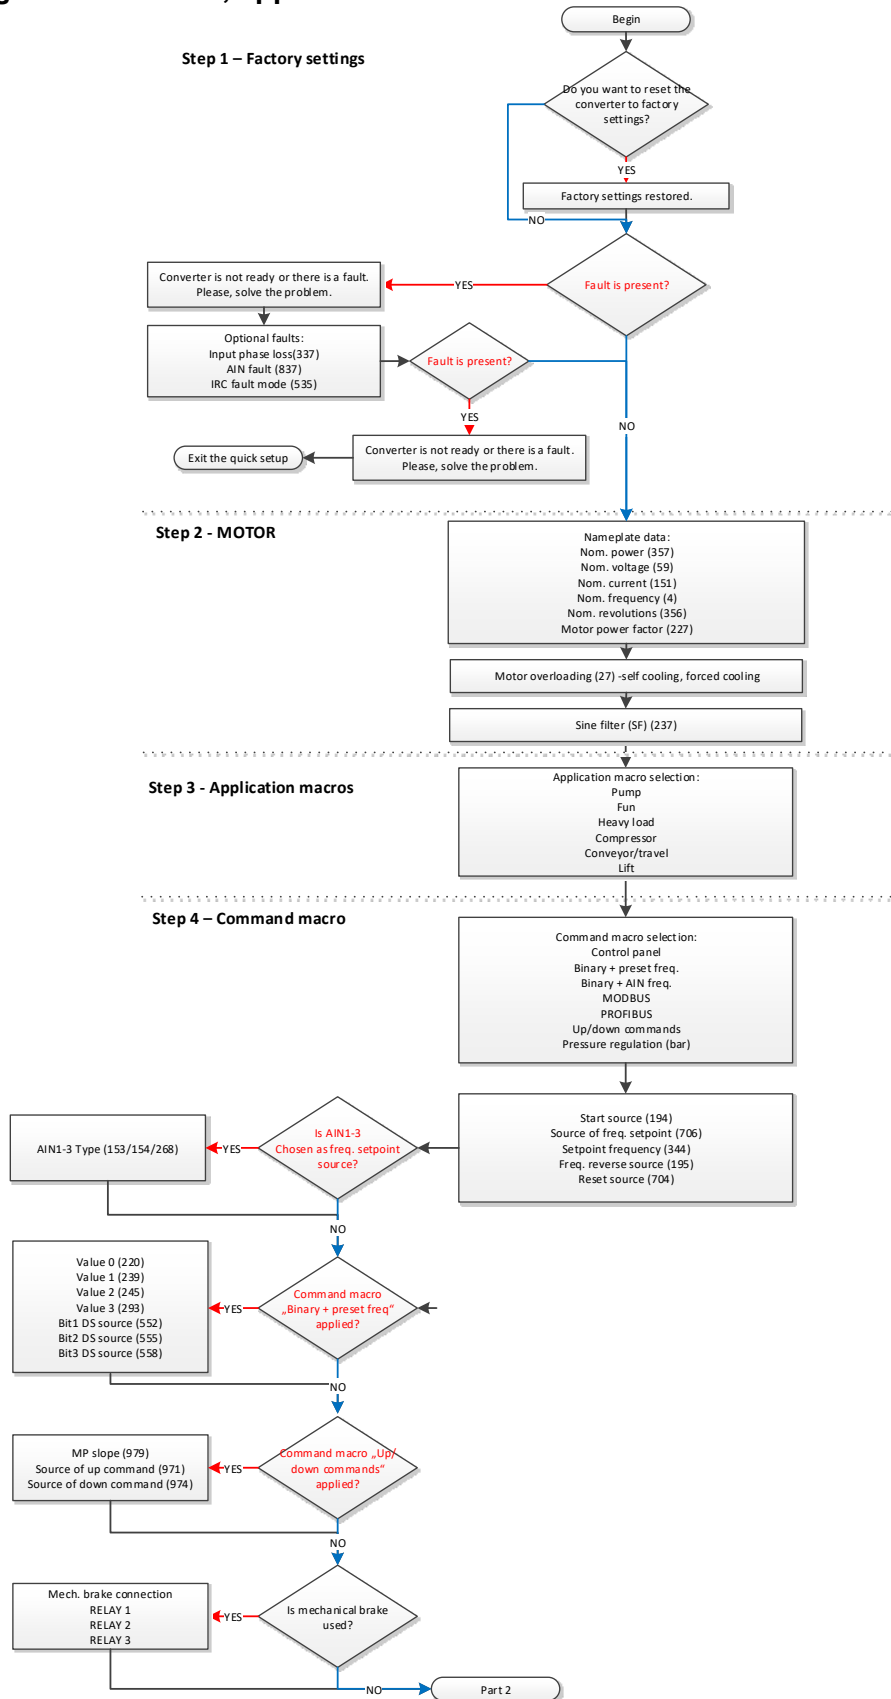 Step 1 – Factory settings
Begin
Do you want to reset the
converter to factory
settings?
YES
Factory settings restored.
NO
Fault is present?
YES
Converter is not ready or there is a fault.
Please, solve the problem.
Optional faults:
Input phase loss(337)
AIN fault (837)
IRC fault mode (535)
Fault is present?
YES
NO
Converter is not ready or there is a fault.
Please, solve the problem.
Exit the quick setup
Step 2 - MOTOR
Nameplate data:
Nom. power (357)
Nom. voltage (59)
Nom. current (151)
Nom. frequency (4)
Nom. revolutions (356)
Motor power factor (227)
Motor overloading (27) -self cooling, forced cooling
Sine filter (SF) (237)
Step 3 - Application macros
Application macro selection:
Pump
Fun
Heavy load
Compressor
Conveyor/travel
Lift
Step 4 – Command macro
Command macro selection:
Control panel
Binary + preset freq.
Binary + AIN freq.
MODBUS
PROFIBUS
Up/down commands
Pressure regulation (bar)
Start source (194)
Source of freq. setpoint (706)
Setpoint frequency (344)
Freq. reverse source (195)
Reset source (704)
Is AIN1-3
Chosen as freq. setpoint
source?
YES
AIN1-3 Type (153/154/268)
NO
Value 0 (220)
Value 1 (239)
Value 2 (245)
Value 3 (293)
Bit1 DS source (552)
Bit2 DS source (555)
Bit3 DS source (558)
YES
Command macro
„Binary + preset freq“
applied?
NO
MP slope (979)
Source of up command (971)
Source of down command (974)
YES
Command macro „Up/
down commands“
applied?
NO
Mech. brake connection
RELAY 1
RELAY 2
RELAY 3
YES
Is mechanical brake
used?
NO
Part 2